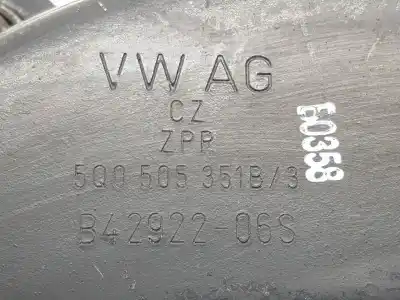 VW AG
CZ
ZPR
5Q0 505 351B/3
B42922-06S
60358